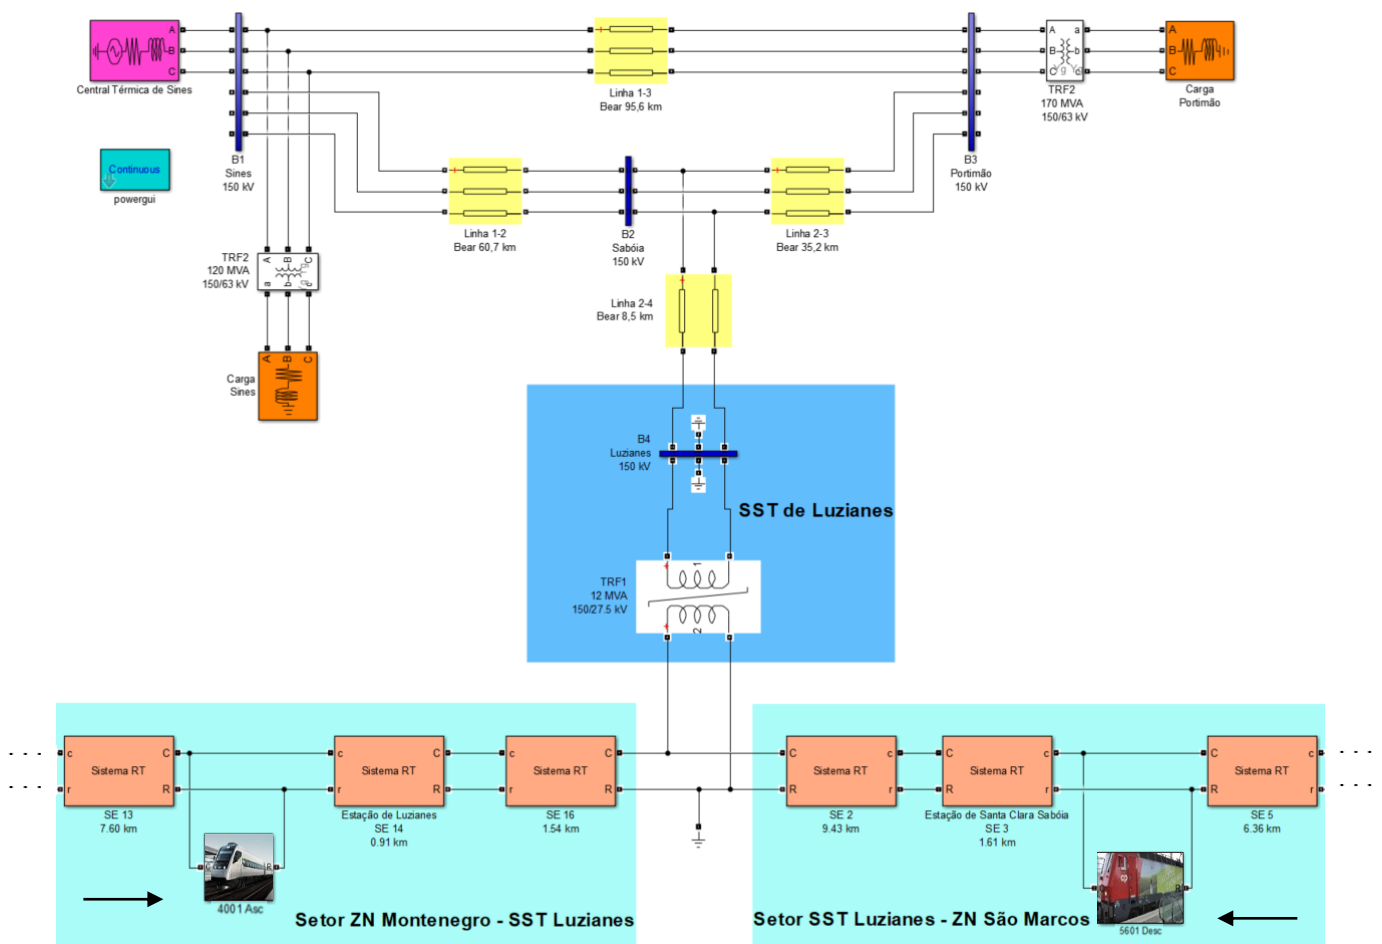 A
B
C
Central Térmica de Sines
Continuous
powergui
B1
Sines
150 kV
Linha 1-3
Bear 95,6 km
B3
Portimão
150 kV
A a
B b
C
TRF2
170 MVA
150/63 kV
A
B
C
Carga
Portimão
Linha 1-2
Bear 60,7 km
B2
Sabóia
150 kV
Linha 2-3
Bear 35,2 km
TRF2
120 MVA
150/63 kV
A B C
a b
Carga
Sines
A B C
Linha 2-4
Bear 8,5 km
B4
Luzianes
150 kV
SST de Luzianes
TRF1
12 MVA
150/27.5 kV
1
2
c C
Sistema RT
r R
SE 13
7.60 km
c C
Sistema RT
r R
Estação de Luzianes
SE 14
0.91 km
c C
Sistema RT
r R
SE 16
1.54 km
C c
Sistema RT
R r
SE 2
9.43 km
C c
Sistema RT
R r
Estação de Santa Clara Sabóia
SE 3
1.61 km
C c
Sistema RT
R r
SE 5
6.36 km
R
4001 Asc
R
5601 Desc
Setor ZN Montenegro - SST Luzianes
Setor SST Luzianes - ZN São Marcos